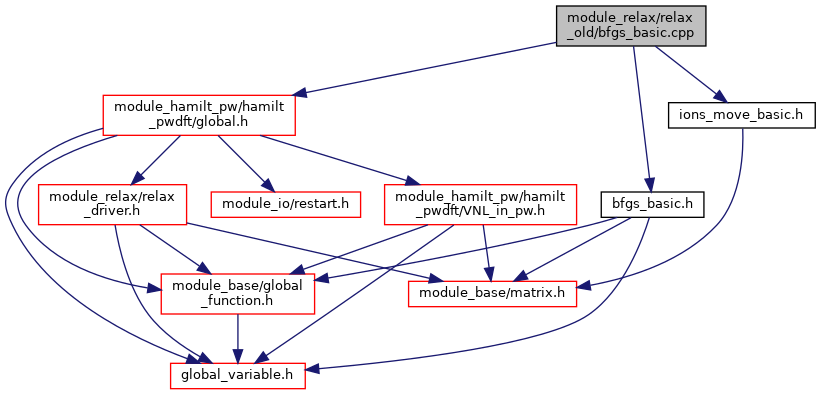 module_relax/relax
_old/bfgs_basic.cpp
module_hamilt_pw/hamilt
_pwdft/global.h
ions_move_basic.h
module_relax/relax
_driver.h
module_io/restart.h
module_hamilt_pw/hamilt
_pwdft/VNL_in_pw.h
bfgs_basic.h
module_base/global
_function.h
module_base/matrix.h
global_variable.h